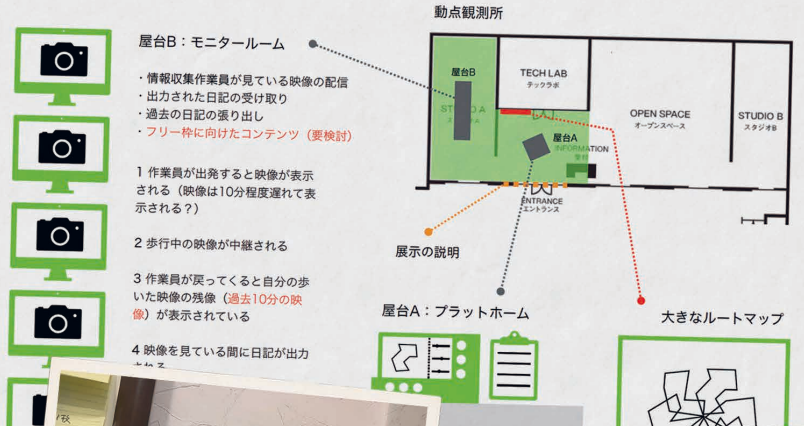 動点観測所
屋台B：モニタールーム
・情報収集作業員が見ている映像の配信
・出力された日記の受け取り
・過去の日記の張り出し
・フリー枠に向けたコンテンツ（要検討）
1 作業員が出発すると映像が表示
される（映像は10分程度遅れて表
示される？）
2 歩行中の映像が中継される
3 作業員が戻ってくると自分の歩
いた映像の残像（過去10分の映
像）が表示されている
4 映像を見ている間に日記が出力
される
屋台B
TECH LAB
テックラボ
OPEN SPACE
オープンスペース
STUDIO B
スタジオB
屋台A
INFORMATION
受付
ENTRANCE
エントランス
展示の説明
屋台A：プラットホーム
大きなルートマップ